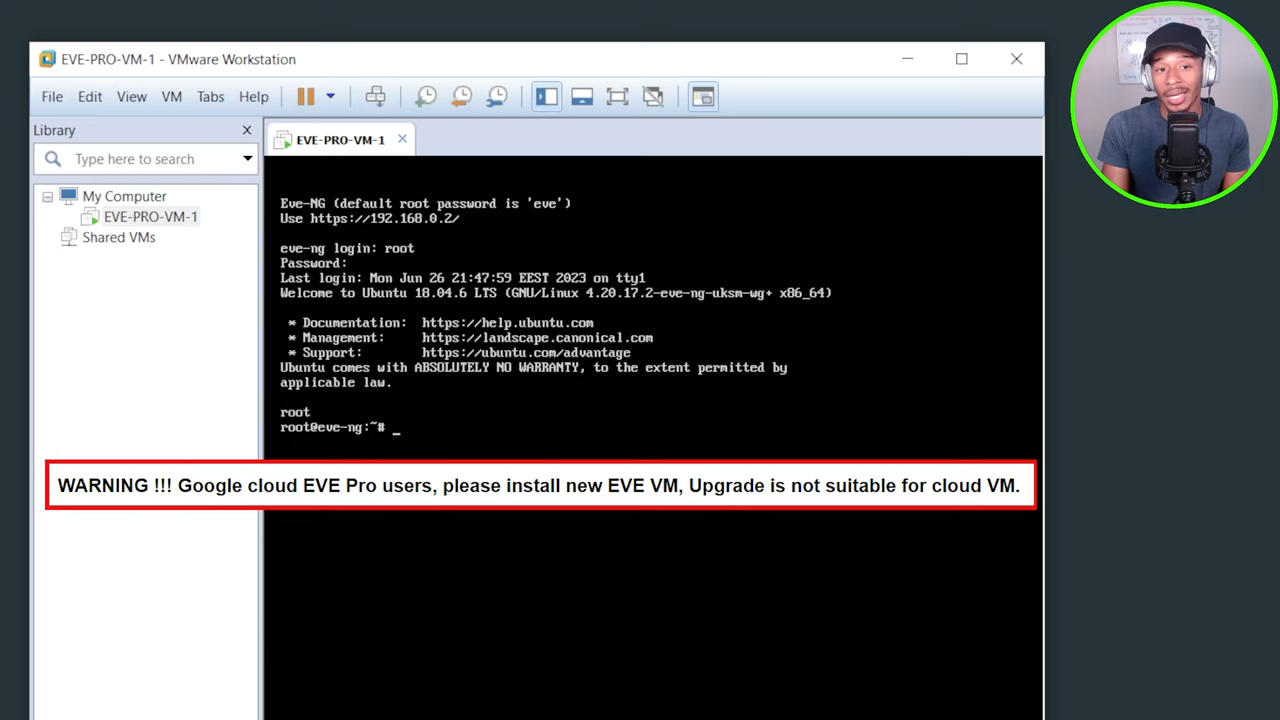 EVE-PRO-VM-1 - VMware Workstation
File Edit View VM Tabs Help
Library
EVE-PRO-VM-1
Type here to search
My Computer
EVE-PRO-VM-1
Shared VMs
Eve-NG (default root password is 'eve')
Use https://192.168.0.2/
eve-ng login: root
Password:
Last login: Mon Jun 26 21:47:59 EEST 2023 on tty1
Welcome to Ubuntu 18.04.6 LTS (GNU/Linux 4.20.17.2-eve-ng-uksm-wg+ x86_64)
* Documentation: https://help.ubuntu.com
* Management: https://landscape.canonical.com
* Support: https://ubuntu.com/advantage
Ubuntu comes with ABSOLUTELY NO WARRANTY, to the extent permitted by
applicable law.
root
root@eve-ng:~# _
WARNING !!! Google cloud EVE Pro users, please install new EVE VM, Upgrade is not suitable for cloud VM.